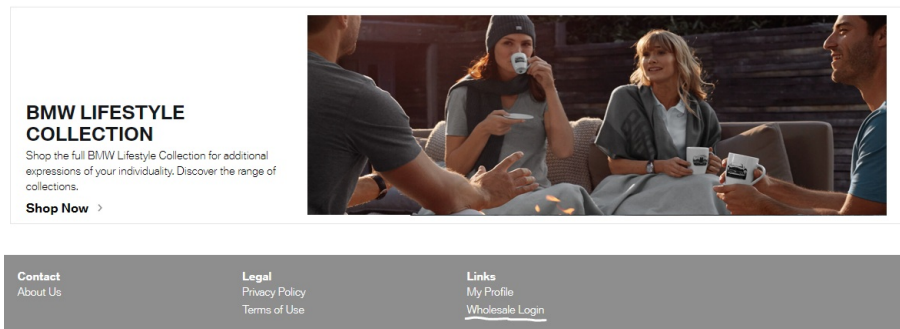 BMW LIFESTYLE
COLLECTION
Shop the full BMW Lifestyle Collection for additional
expressions of your individuality. Discover the range of
collections.
Shop Now
Contact
About Us
Legal
Privacy Policy
Terms of Use
Links
My Profile
Wholesale Login